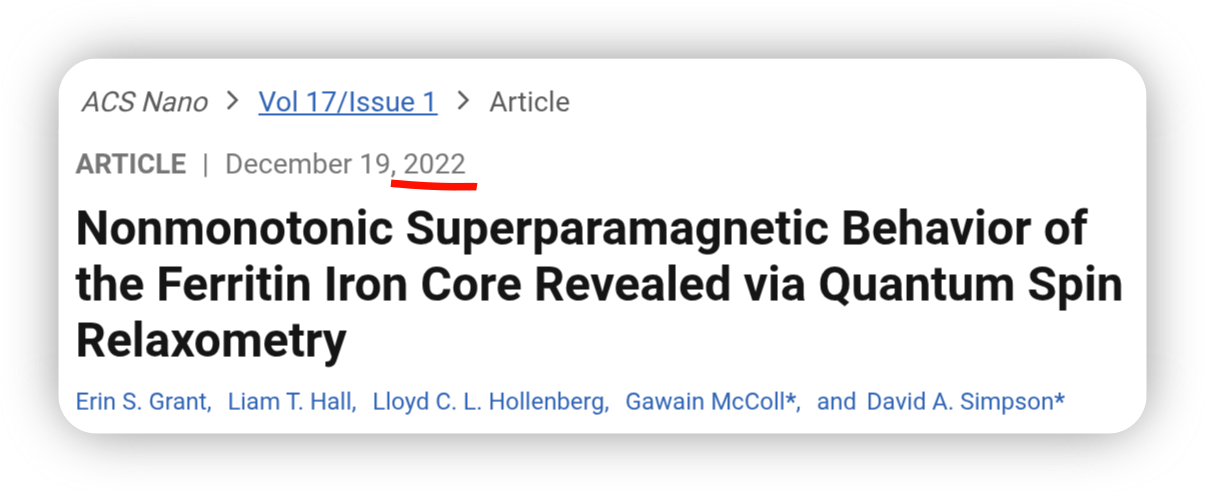 ACS Nano > Vol 17/Issue 1 > Article
ARTICLE | December 19, 2022
Nonmonotonic Superparamagnetic Behavior of
the Ferritin Iron Core Revealed via Quantum Spin
Relaxometry
Erin S. Grant, Liam T. Hall, Lloyd C. L. Hollenberg, Gawain McColl*, and David A. Simpson*